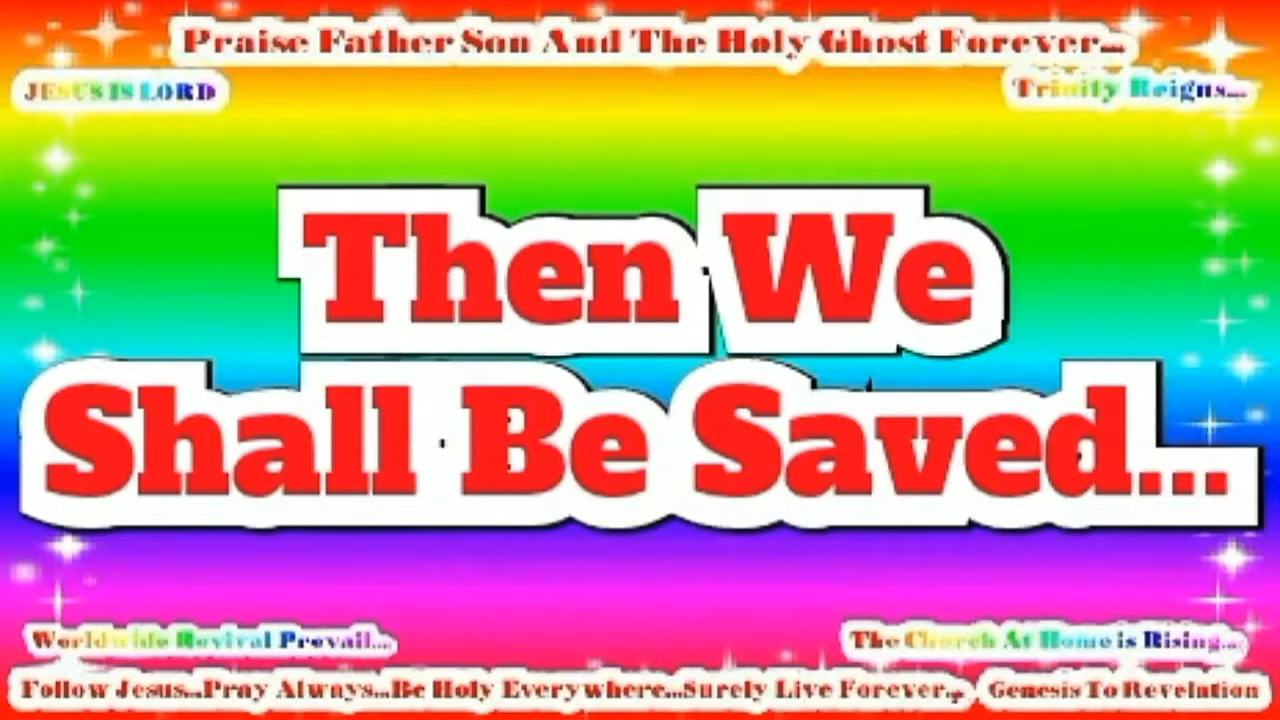 Praise Father Son And The Holy Ghost Forever...
JESUS IS LORD
Trinity Reigns...
Then We
Shall Be Saved...
Worldwide Revival Prevail...
The Church At Home is Rising...
Follow Jesus...Pray Always...Be Holy Everywhere...Surely Live Forever...
Genesis To Revelation